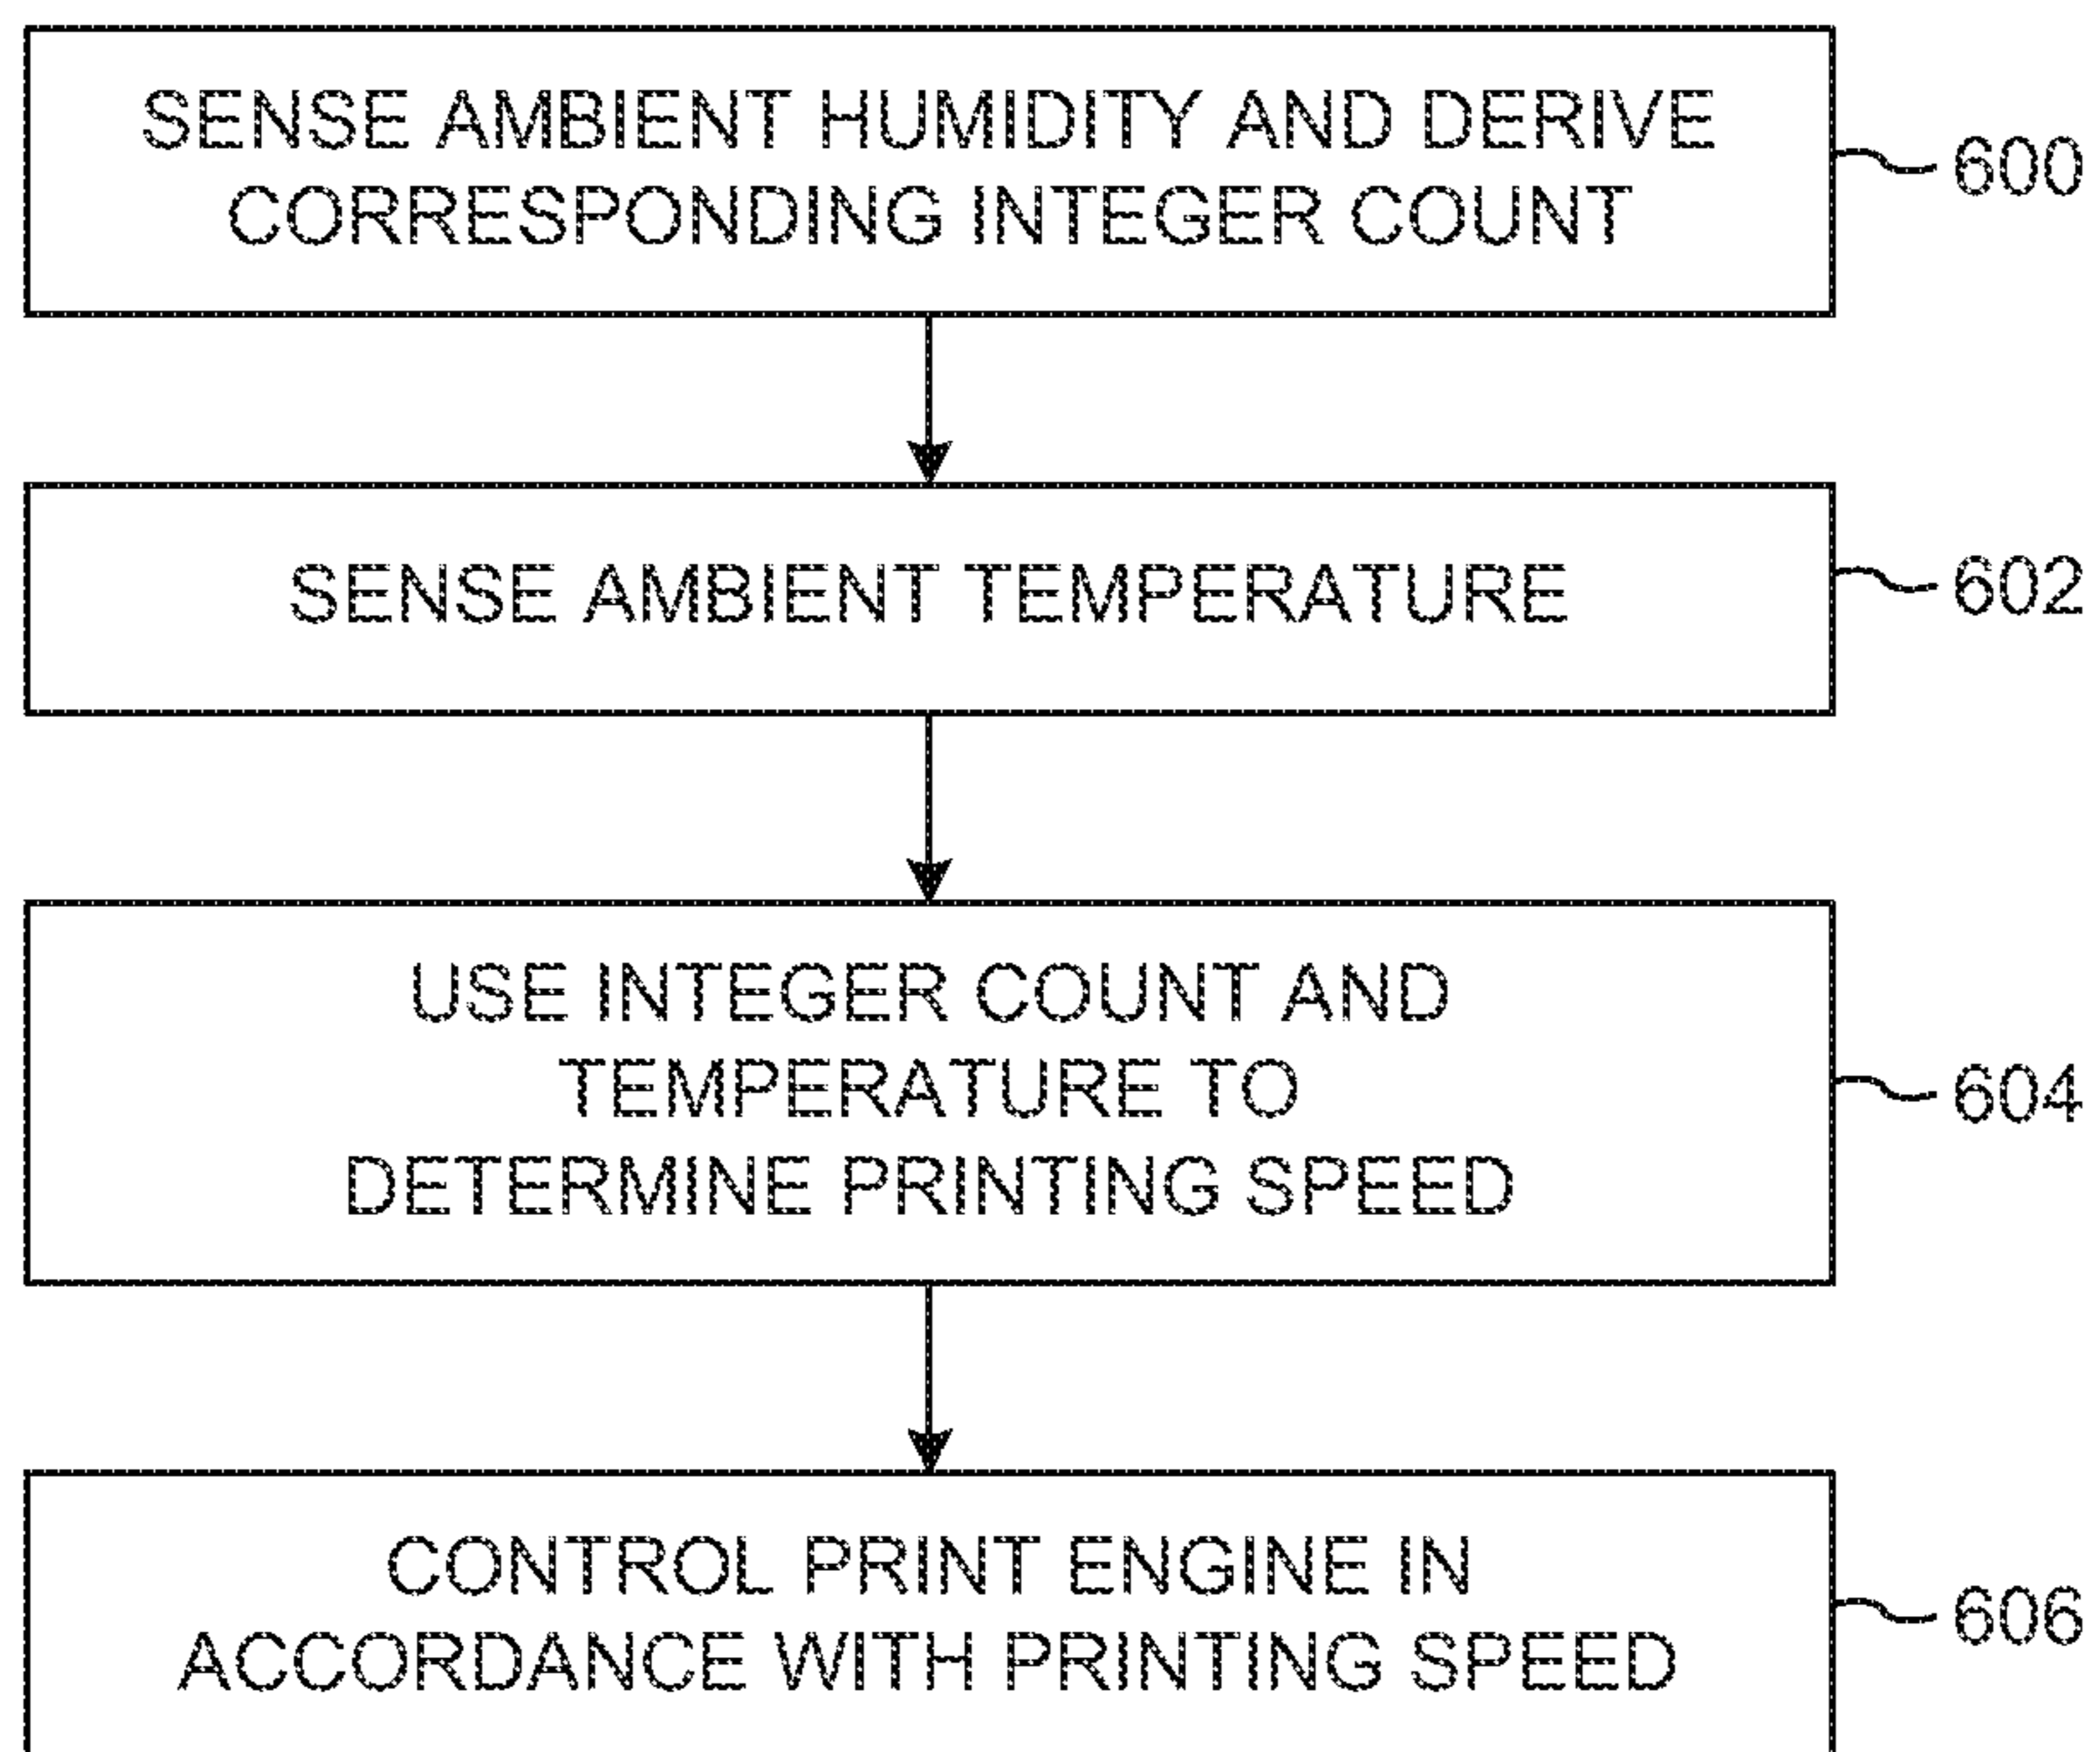 SENSE AMBIENT HUMIDITY AND DERIVE
CORRESPONDING INTEGER COUNT
600
SENSE AMBIENT TEMPERATURE
602
USE INTEGER COUNT AND
TEMPERATURE TO
DETERMINE PRINTING SPEED
604
CONTROL PRINT ENGINE IN
ACCORDANCE WITH PRINTING SPEED
606